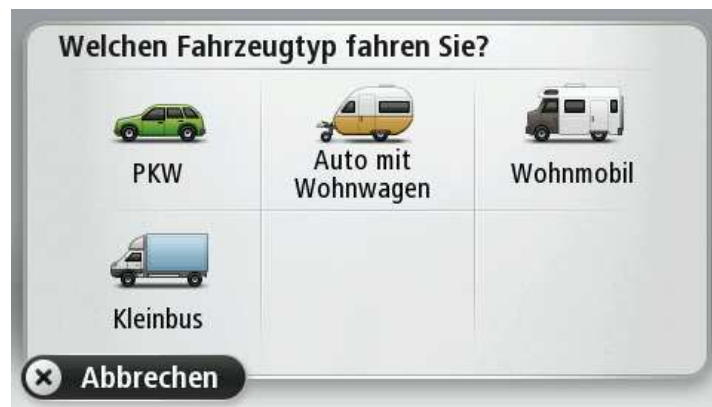 Welchen Fahrzeugtyp fahren Sie?
PKW
Auto mit
Wohnwagen
Wohnmobil
Kleinbus
Abbrechen